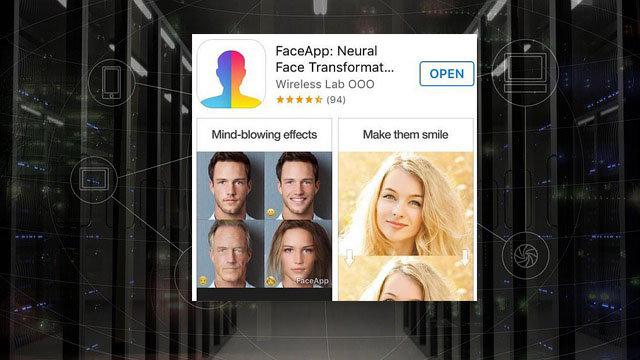 FaceApp: Neural
Face Transformat...
Wireless Lab OOO
(94)
OPEN
Mind-blowing effects
Make them smile
FaceApp